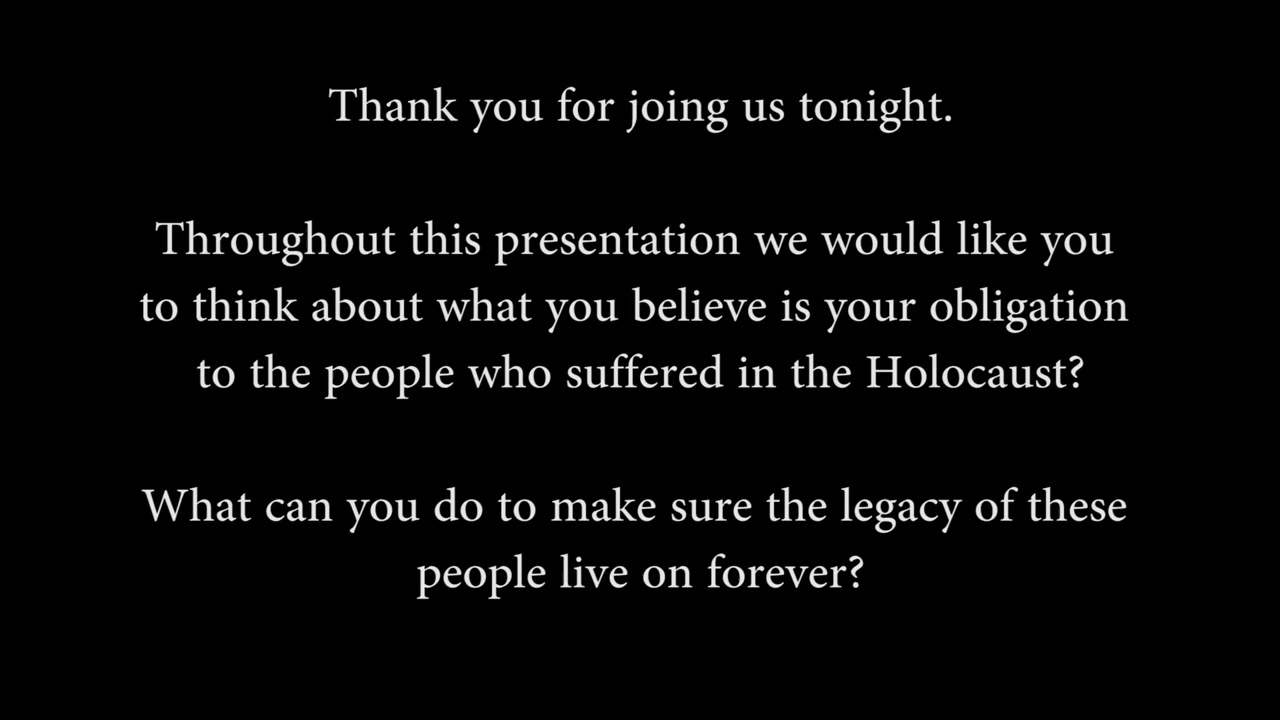 Thank you for joing us tonight.
Throughout this presentation we would like you
to think about what you believe is your obligation
to the people who suffered in the Holocaust?
What can you do to make sure the legacy of these
people live on forever?